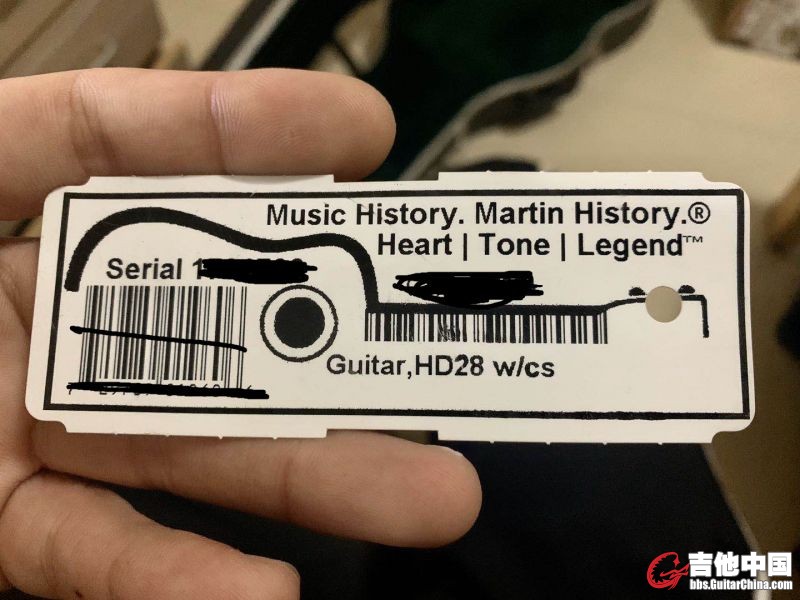 Music History. Martin History.®
Heart | Tone | Legend™
Serial 1
Guitar,HD28 w/cs
吉他中国
bbs.GuitarChina.com